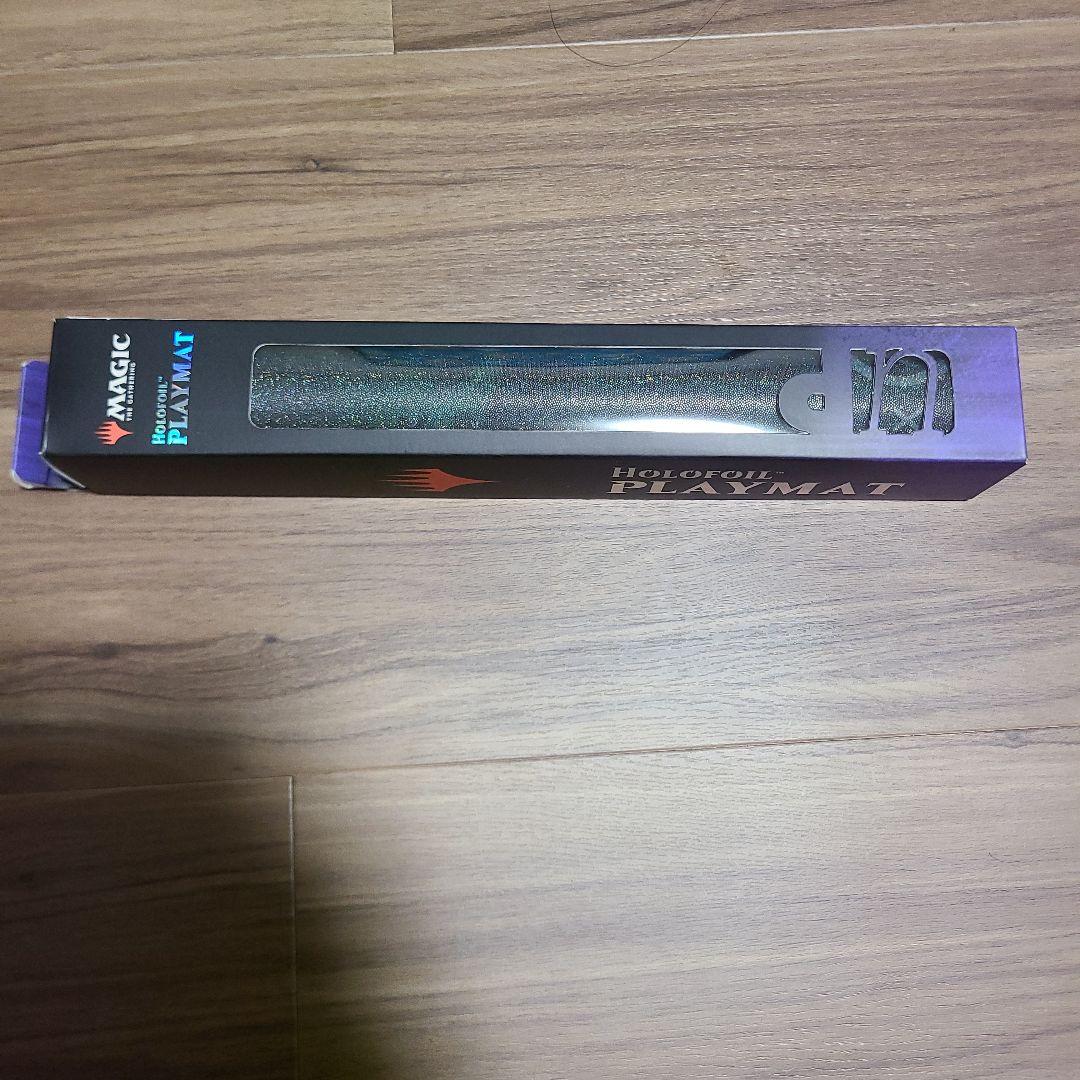 MAGIC
THE GATHERING
HOLOFOIL™
PLAYMAT
HOLOFOIL™
PLAYMAT